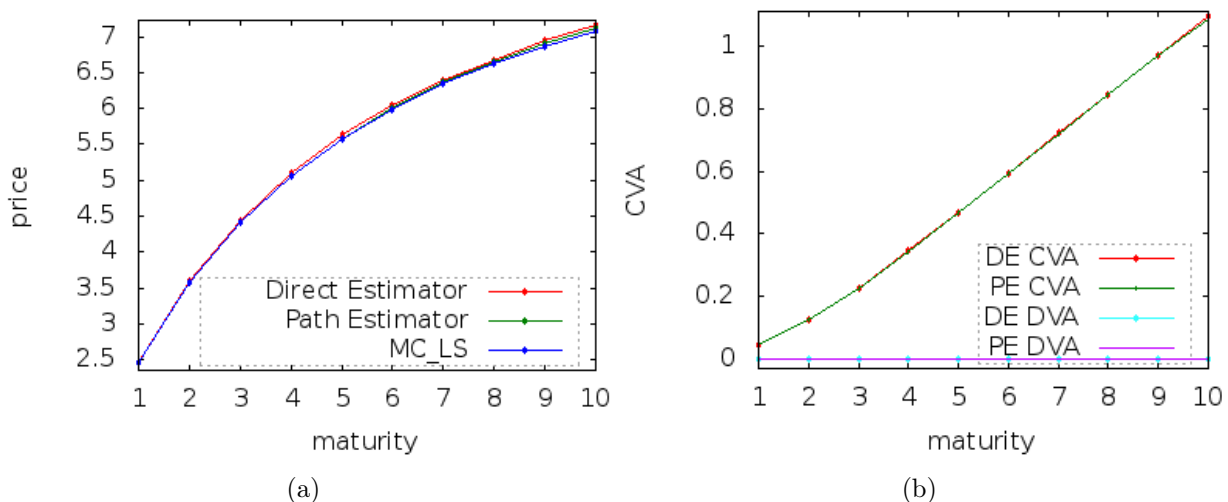 7
6.5
6
5.5
5
4.5
4
3.5
3
2.5
price
Direct Estimator
Path Estimator
MC_LS
1 2 3 4 5 6 7 8 9 10
maturity
(a)
1
0.8
0.6
0.4
0.2
0
CVA
DE CVA
PE CVA
DE DVA
PE DVA
1 2 3 4 5 6 7 8 9 10
maturity
(b)